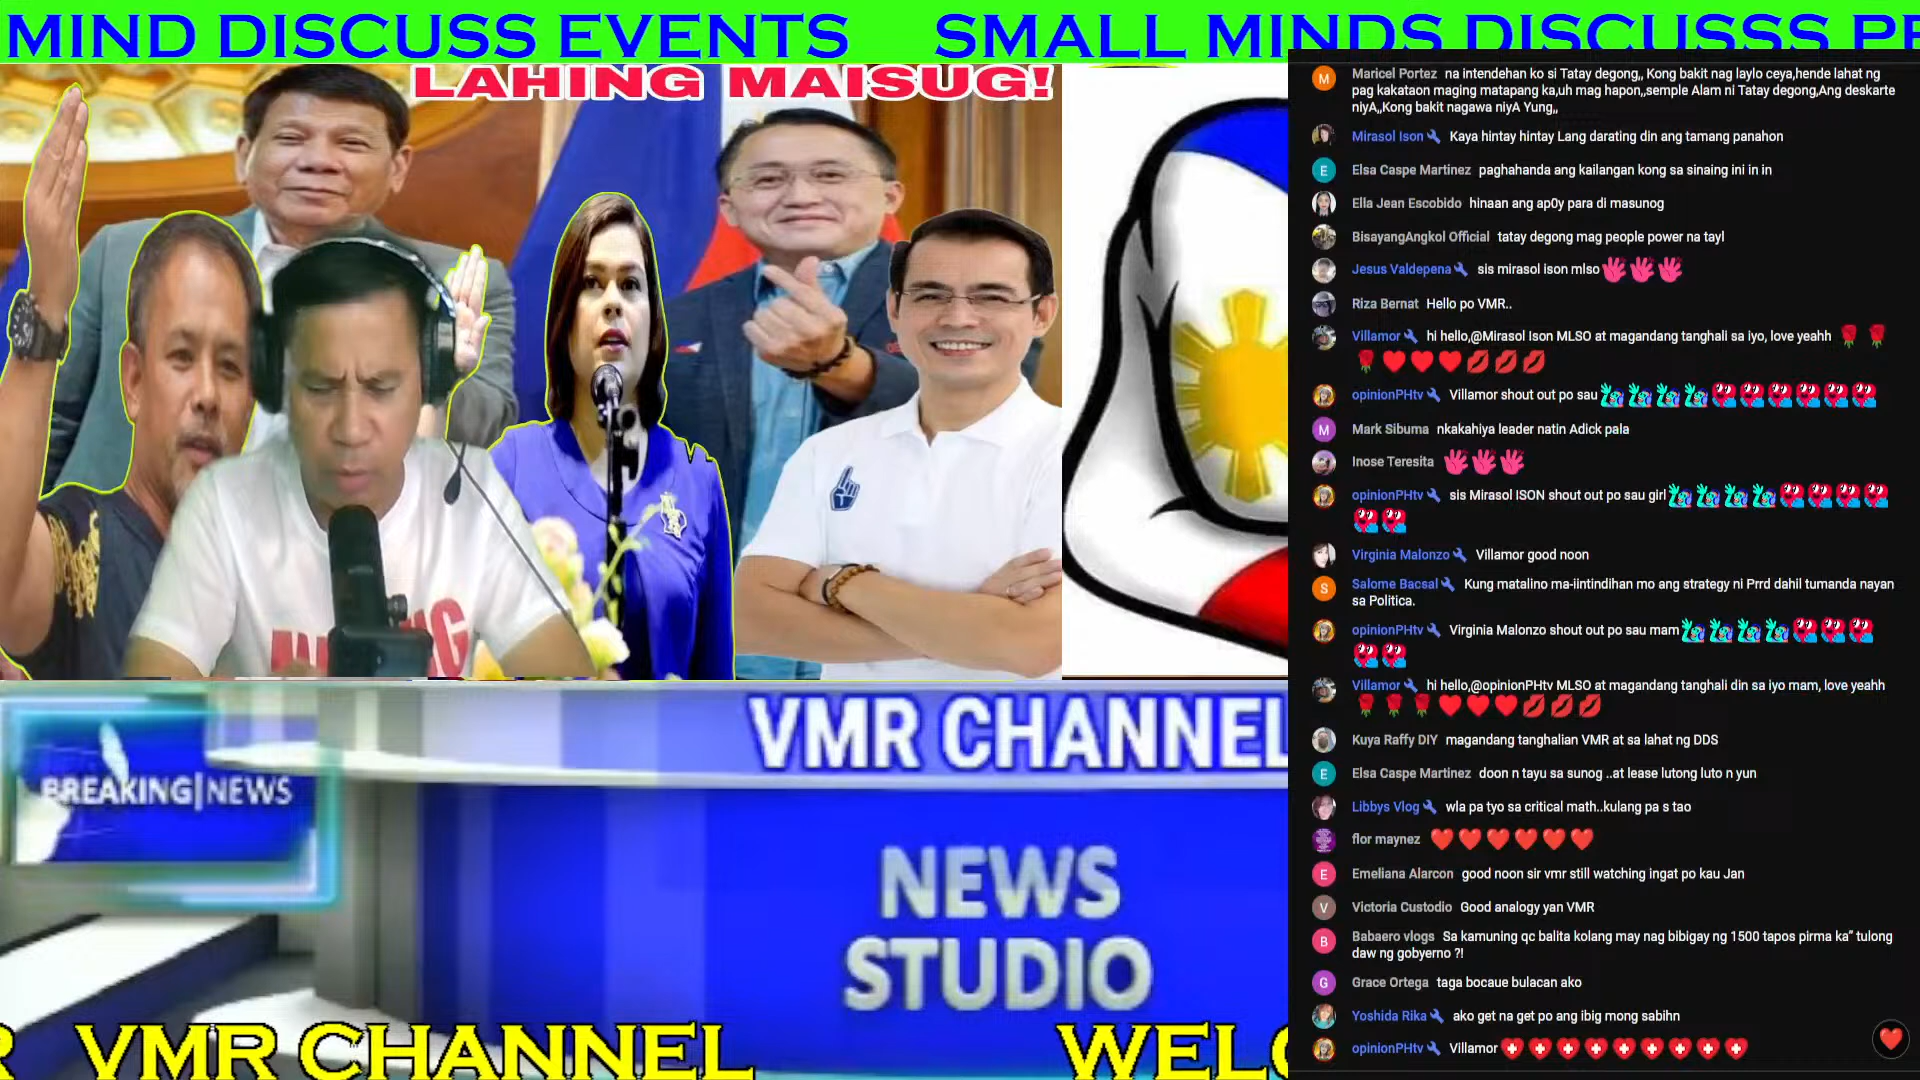 MIND DISCUSS EVENTS SMALL MINDS DISCUSSS PE
LAHING MAISUG!
BREAKING|NEWS
VMR CHANNEL
NEWS
STUDIO
R VMR CHANNEL WELC
M Maricel Portez na intendehan ko si Tatay degong,, Kong bakit nag laylo ceya,hende lahat ng
pag kakataon maging matapang ka,uh mag hapon,,semple Alam ni Tatay degong,Ang deskarte
niyA,,Kong bakit nagawa niyA Yung,,
Mirasol Ison Kaya hintay hintay Lang darating din ang tamang panahon
E Elsa Caspe Martinez paghahanda ang kailangan kong sa sinaing ini in in
Ella Jean Escobido hinaan ang ap0y para di masunog
BisayangAngkol Official tatay degong mag people power na tayl
Jesus Valdepena sis mirasol ison mlso
Riza Bernat Hello po VMR..
Villamor hi hello,@Mirasol Ison MLSO at magandang tanghali sa iyo, love yeahh 🌹🌹
🌹❤️❤️❤️💋💋💋
opinionPHtv Villamor shout out po sau
M Mark Sibuma nkakahiya leader natin Adick pala
Inose Teresita
opinionPHtv sis Mirasol ISON shout out po sau girl
Virginia Malonzo Villamor good noon
S Salome Bacsal Kung matalino ma-iintindihan mo ang strategy ni Prrd dahil tumanda nayan
sa Politica.
opinionPHtv Virginia Malonzo shout out po sau mam
Villamor hi hello,@opinionPHtv MLSO at magandang tanghali din sa iyo mam, love yeahh
🌹🌹🌹❤️❤️❤️💋💋💋
Kuya Raffy DIY magandang tanghalian VMR at sa lahat ng DDS
E Elsa Caspe Martinez doon n tayu sa sunog ..at lease lutong luto n yun
Libbys Vlog wla pa tyo sa critical math..kulang pa s tao
flor maynez ❤️❤️❤️❤️❤️❤️
E Emeliana Alarcon good noon sir vmr still watching ingat po kau Jan
V Victoria Custodio Good analogy yan VMR
B Babaero vlogs Sa kamuning qc balita kolang may nag bibigay ng 1500 tapos pirma ka” tulong
daw ng gobyerno ?!
G Grace Ortega taga bocaue bulacan ako
Yoshida Rika ako get na get po ang ibig mong sabihn
opinionPHtv Villamor